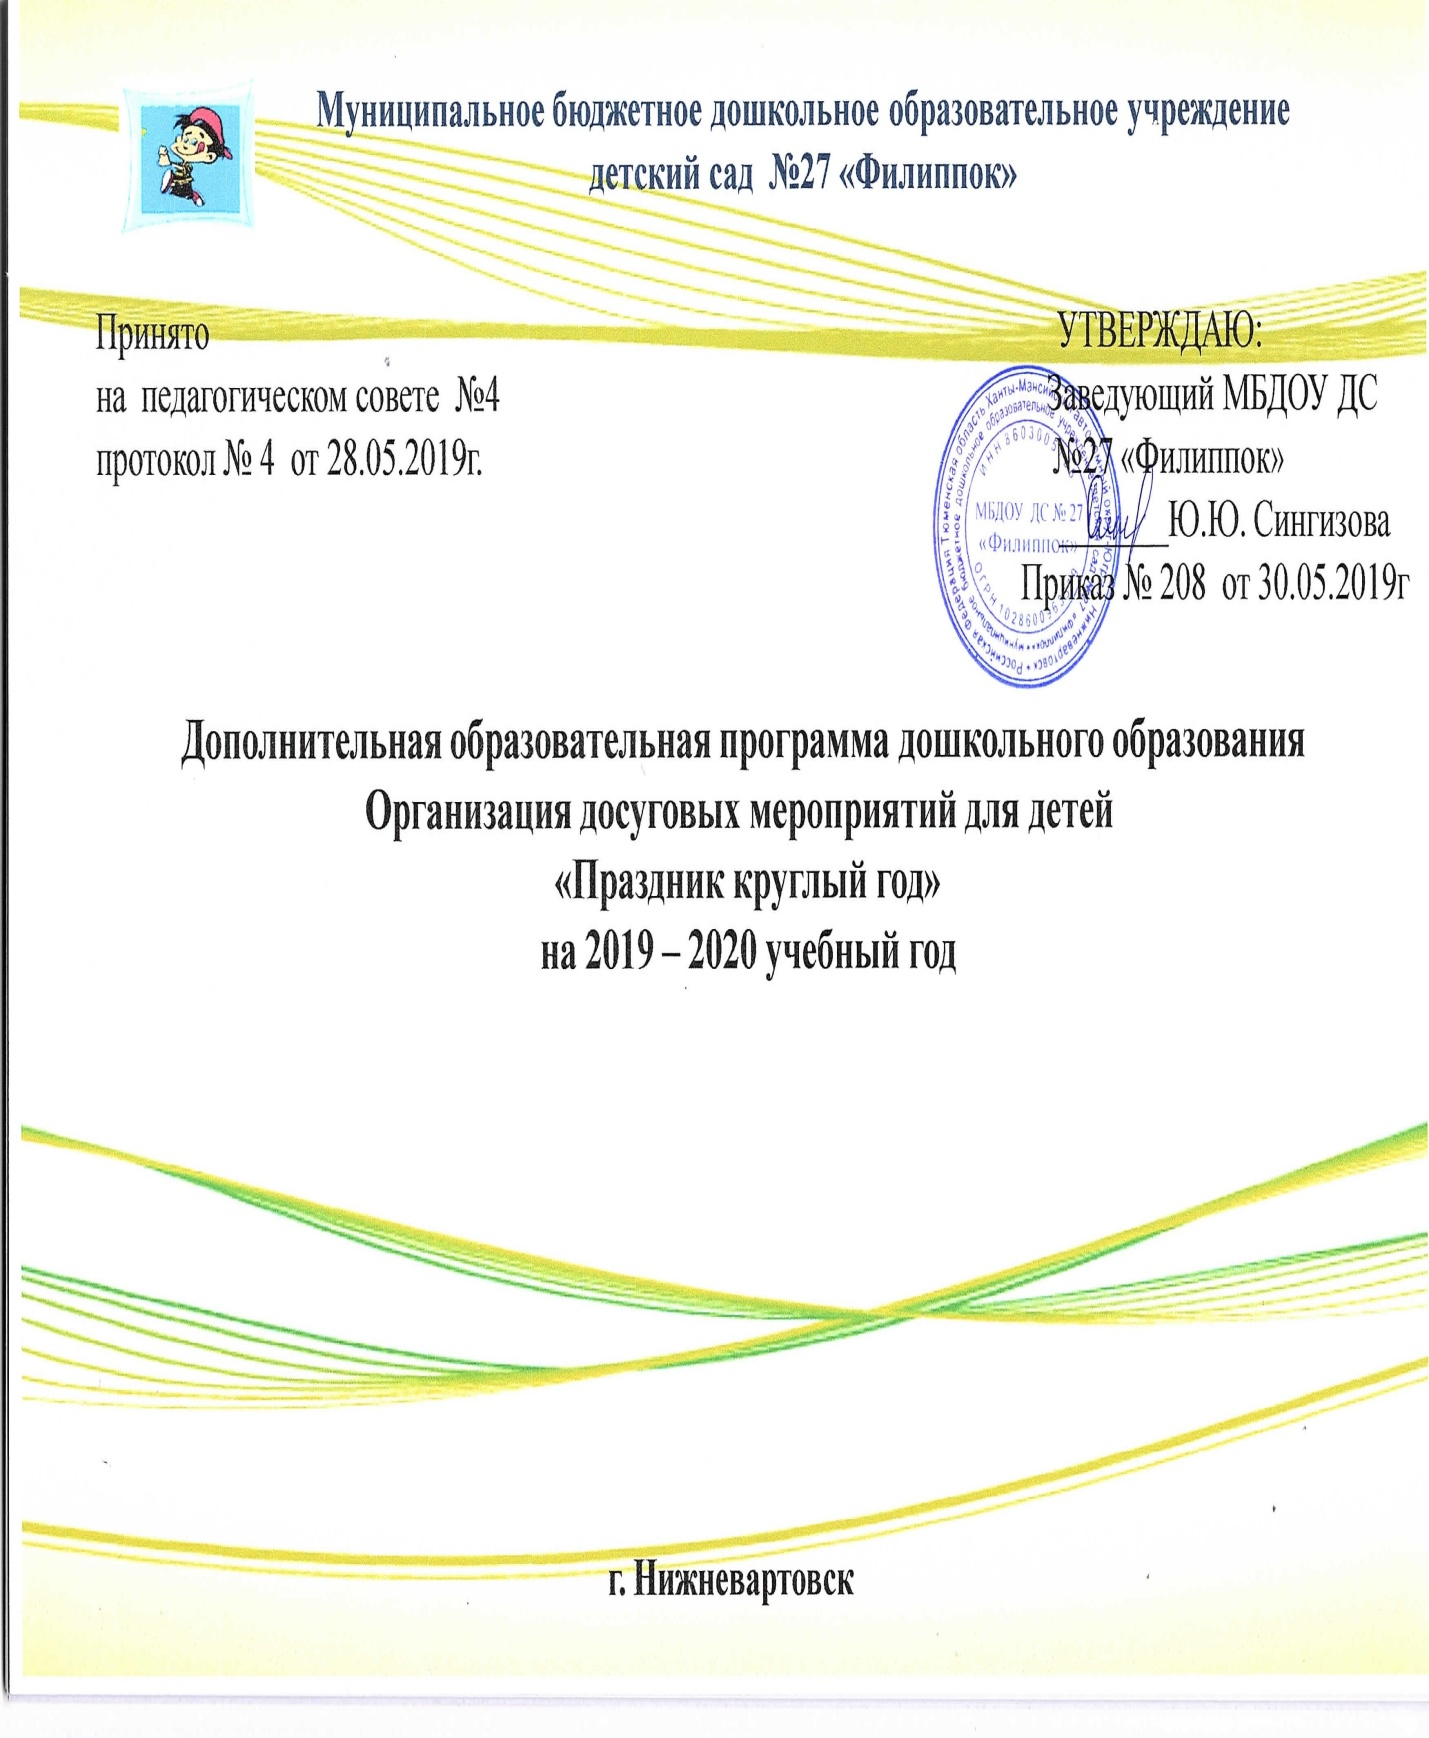 Муниципальное бюджетное дошкольное образовательное учреждение
детский сад №27 «Филиппок»
Принято
на педагогическом совете №4
протокол № 4 от 28.05.2019г.
УТВЕРЖДАЮ:
Заведующий МБДОУ ДС
№27 «Филиппок»
Ю.Ю. Сингизова
Приказ № 208 от 30.05.2019г
МБДОУ ДС № 27
«Филиппок»
Дополнительная образовательная программа дошкольного образования
Организация досуговых мероприятий для детей
«Праздник круглый год»
на 2019 – 2020 учебный год
г. Нижневартовск